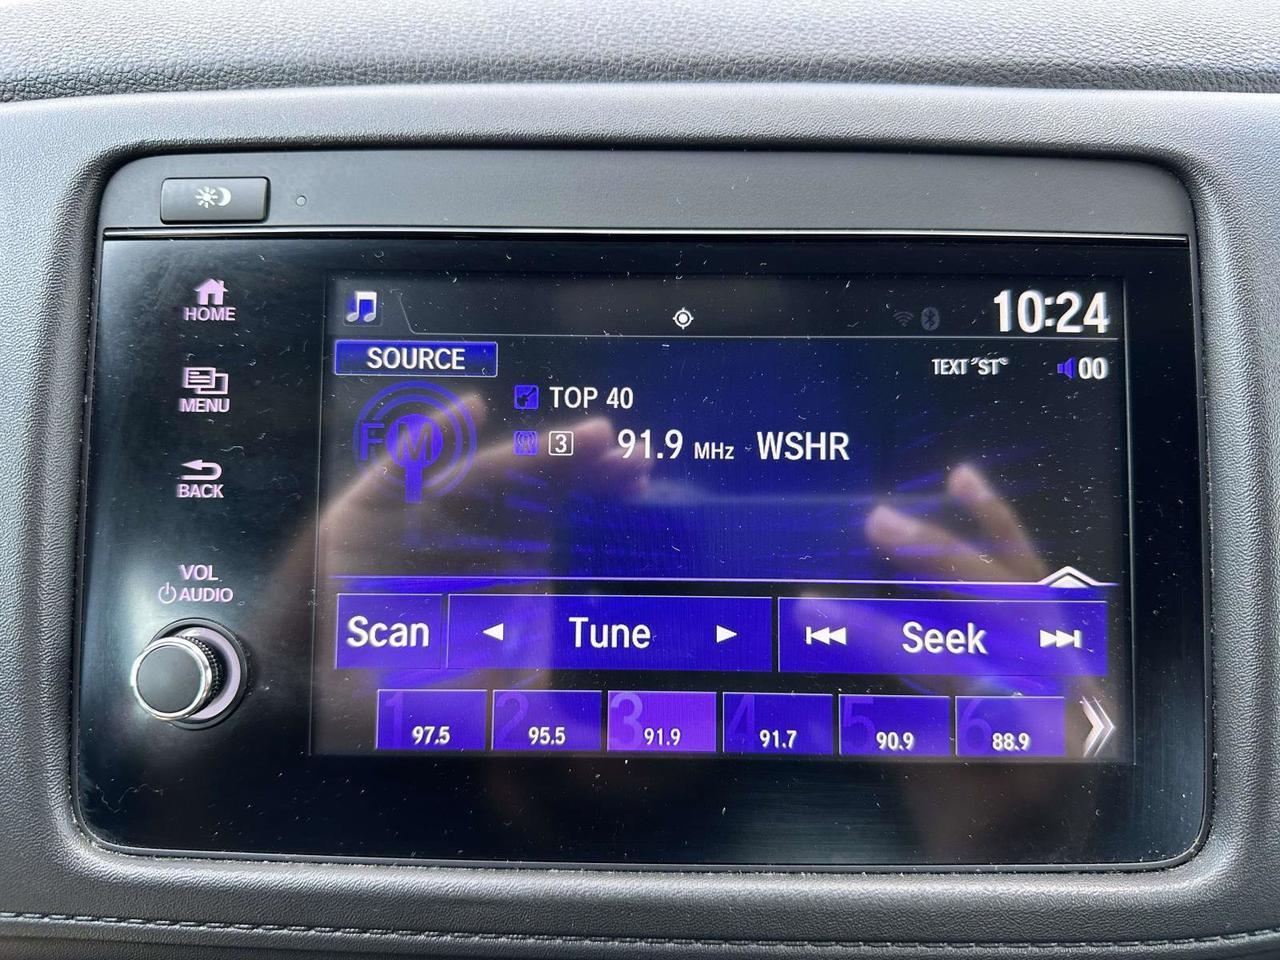 10:24
HOME
SOURCE
TEXT "ST"
00
TOP 40
MENU
FM
3
91.9 MHz WSHR
BACK
VOL
AUDIO
Scan
Tune
Seek
1 97.5
2 95.5
3 91.9
4 91.7
5 90.9
6 88.9